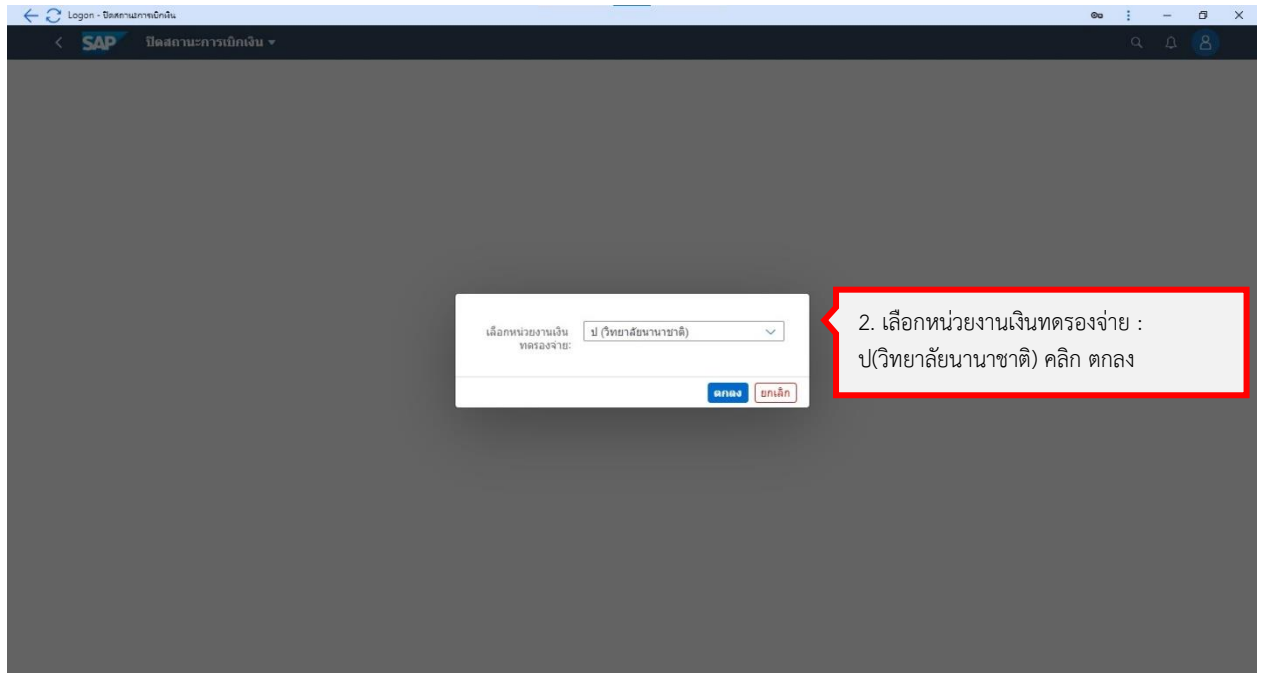 Logon - ปิดสถานะการเบิกเงิน
SAP ปิดสถานะการเบิกเงิน
เลือกหน่วยงานเงิน
ทดรองจ่าย:
ป (วิทยาลัยนานาชาติ)
ตกลง ยกเลิก
2. เลือกหน่วยงานเงินทดรองจ่าย :
ป(วิทยาลัยนานาชาติ) คลิก ตกลง